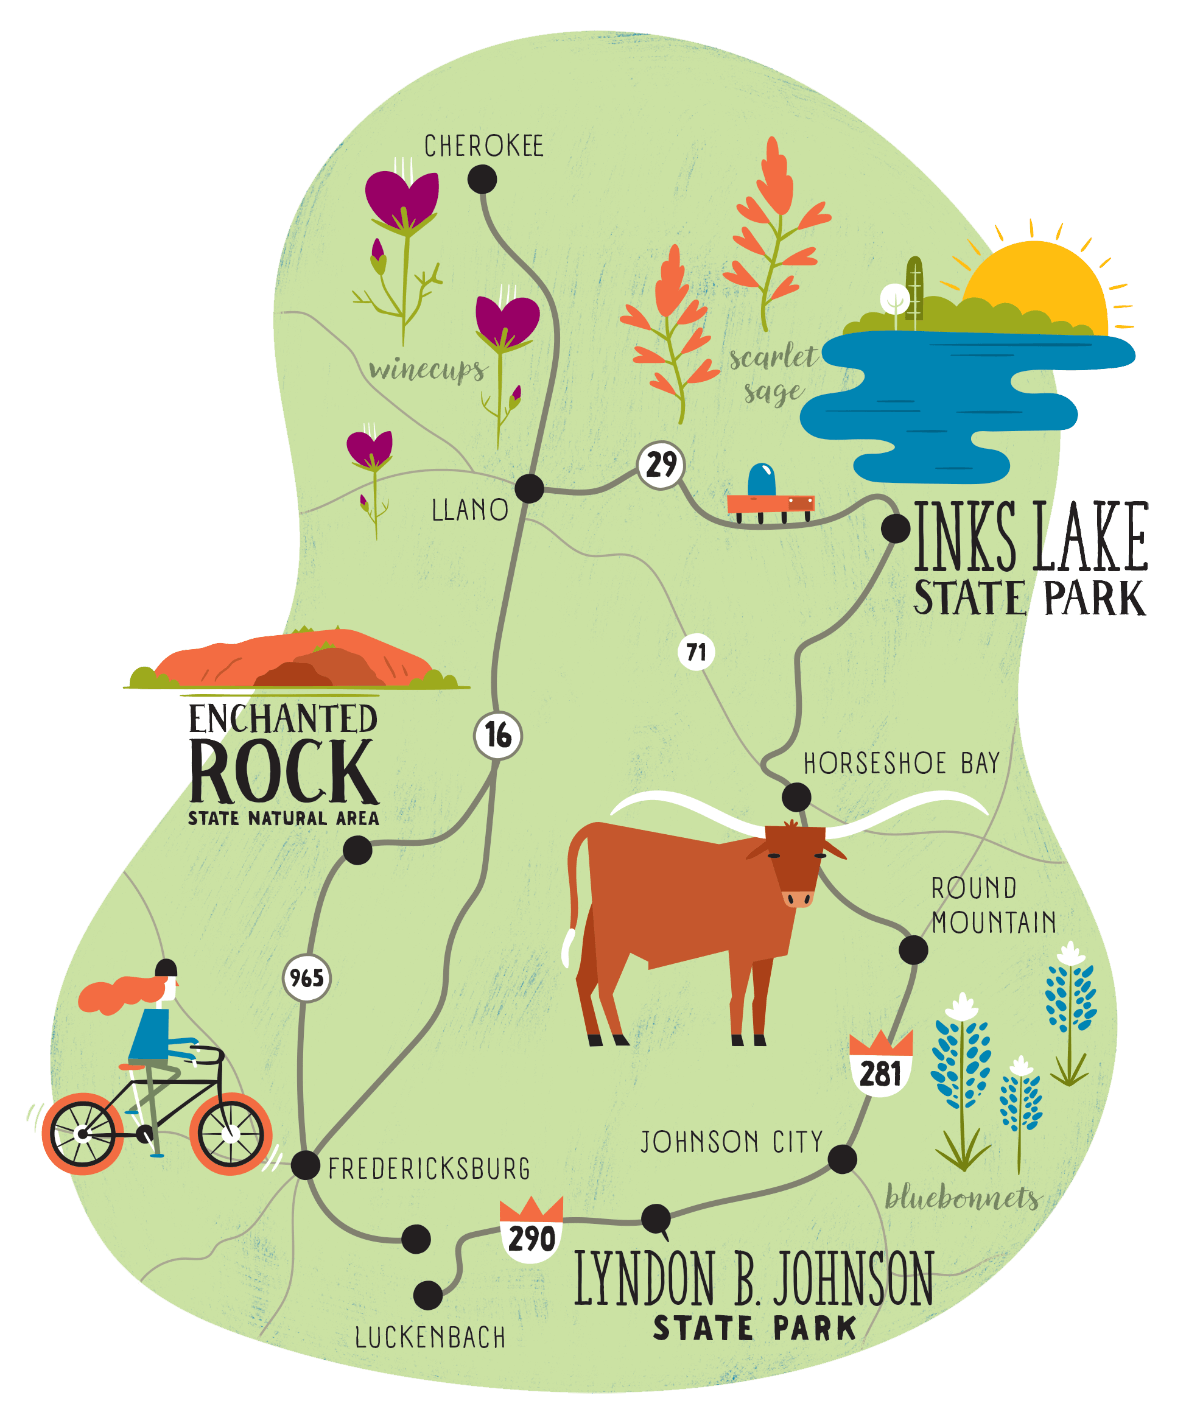 CHEROKEE
winecups
scarlet
sage
29
LLANO
INKS LAKE
STATE PARK
71
ENCHANTED
ROCK
STATE NATURAL AREA
16
HORSESHOE BAY
ROUND
MOUNTAIN
965
281
JOHNSON CITY
FREDERICKSBURG
bluebonnets
290
LYNDON B. JOHNSON
STATE PARK
LUCKENBACH